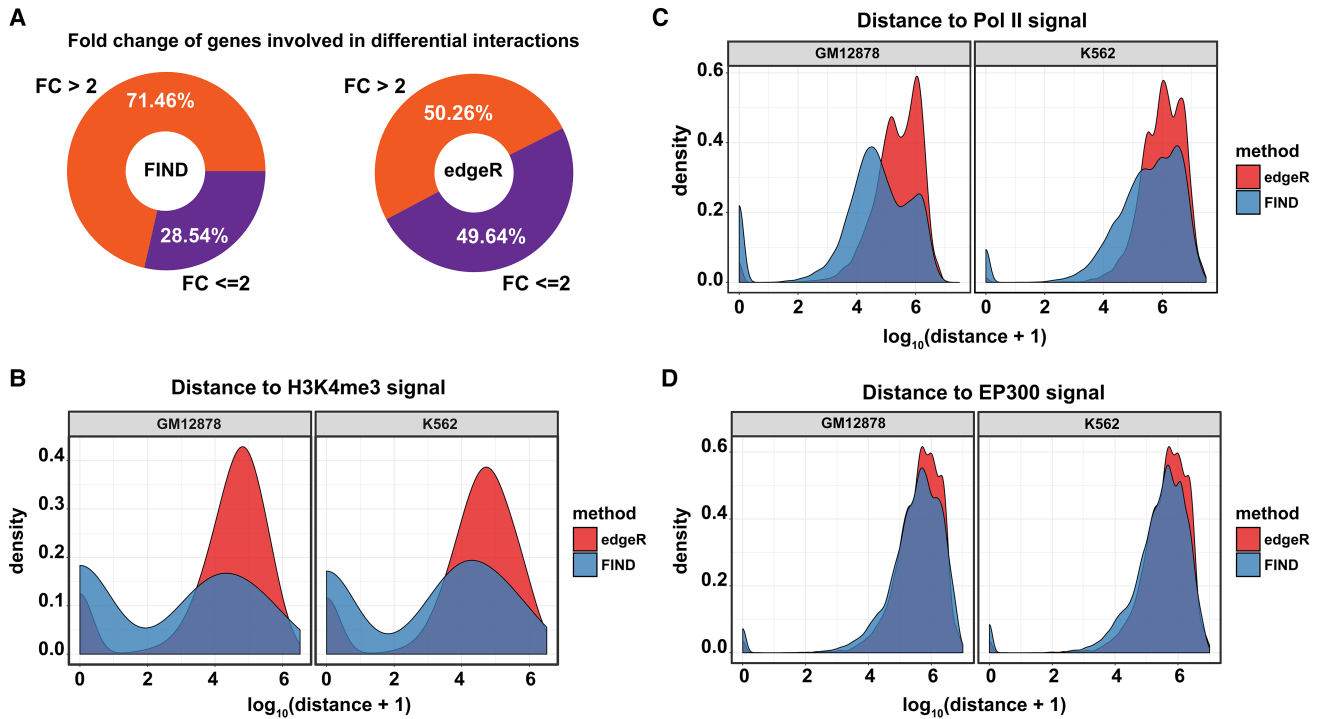 A
Fold change of genes involved in differential interactions
FC > 2
71.46%
FIND
28.54%
FC <=2
FC > 2
50.26%
edgeR
49.64%
FC <=2
B
Distance to H3K4me3 signal
GM12878
K562
density
0.4
0.3
0.2
0.1
0.0
0 2 4 6
0 2 4 6
log10(distance + 1)
method
edgeR
FIND
C
Distance to Pol II signal
GM12878
K562
density
0.6
0.4
0.2
0.0
0 2 4 6
0 2 4 6
log10(distance + 1)
method
edgeR
FIND
D
Distance to EP300 signal
GM12878
K562
density
0.6
0.4
0.2
0.0
0 2 4 6
0 2 4 6
log10(distance + 1)
method
edgeR
FIND